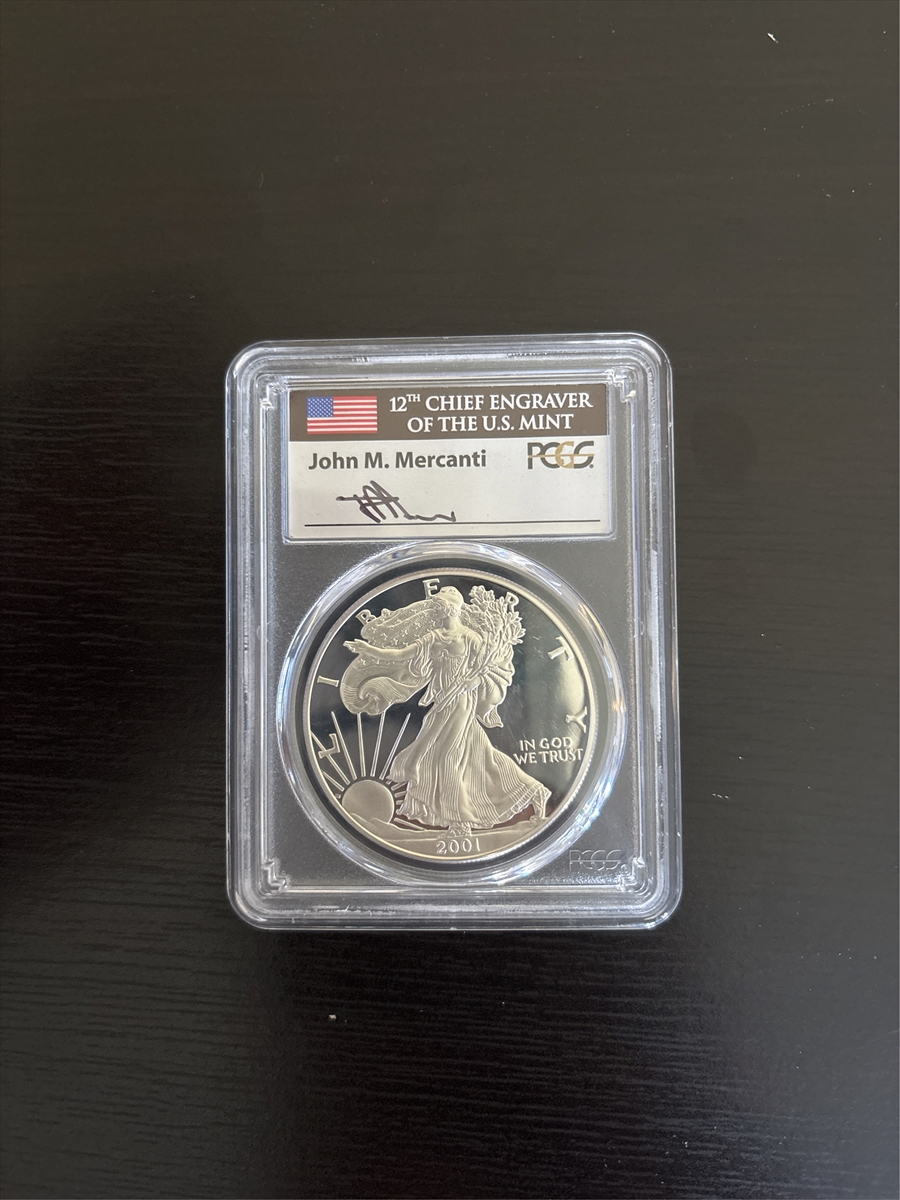 12TH CHIEF ENGRAVER
OF THE U.S. MINT
John M. Mercanti
PCGS
LIBERTY
IN GOD
WE TRUST
2001
PCGS